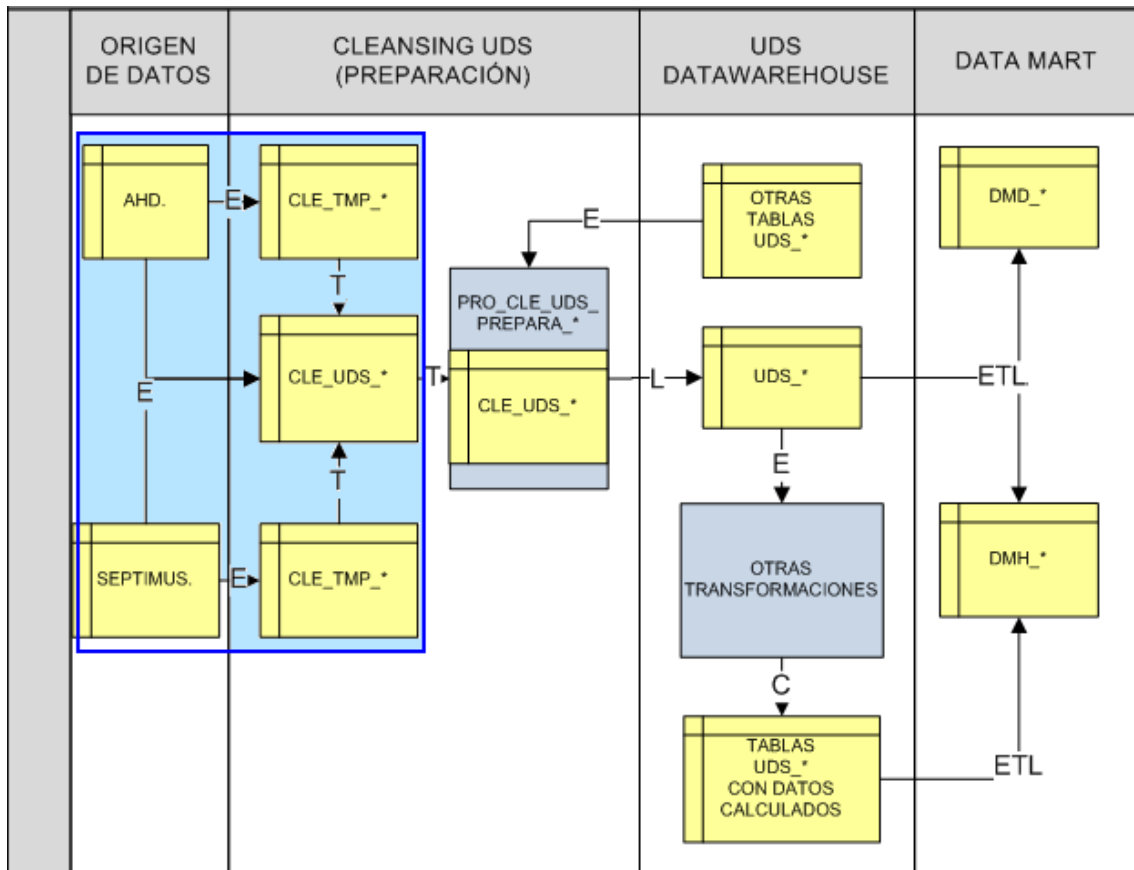 ORIGEN
DE DATOS
CLEANSING UDS
(PREPARACIÓN)
UDS
DATAWAREHOUSE
DATA MART
AHD.
E
CLE_TMP_*
T
CLE_UDS_*
E
T
SEPTIMUS.
E
CLE_TMP_*
T
PRO_CLE_UDS_
PREPARA_*
CLE_UDS_*
E
OTRAS
TABLAS
UDS_*
L
UDS_*
E
OTRAS
TRANSFORMACIONES
C
TABLAS
UDS_*
CON DATOS
CALCULADOS
DMD_*
ETL.
DMH_*
ETL